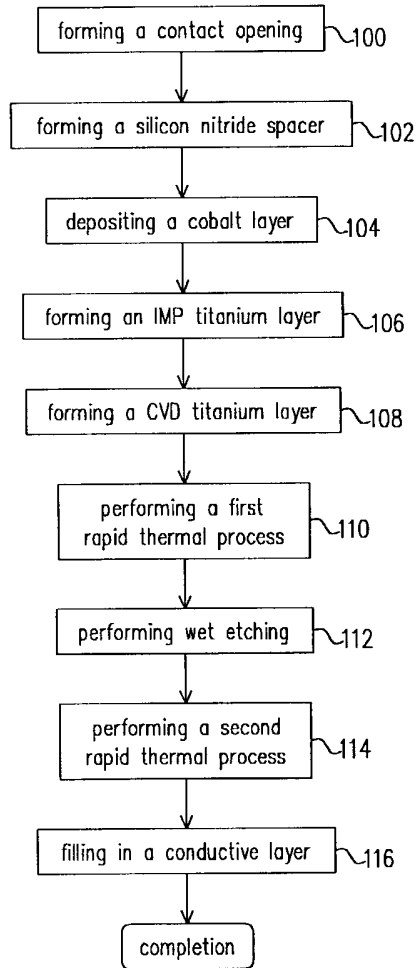 forming a contact opening
100
forming a silicon nitride spacer
102
depositing a cobalt layer
104
forming an IMP titanium layer
106
forming a CVD titanium layer
108
performing a first
rapid thermal process
110
performing wet etching
112
performing a second
rapid thermal process
114
filling in a conductive layer
116
completion